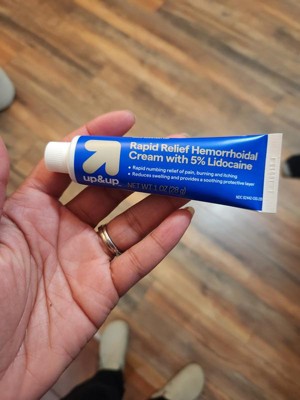 Rapid Relief Hemorrhoidal
Cream with 5% Lidocaine
• Rapid numbing relief of pain, burning and itching
• Reduces swelling and provides a soothing protective layer
up&up™
NET WT 1 OZ (28 g)